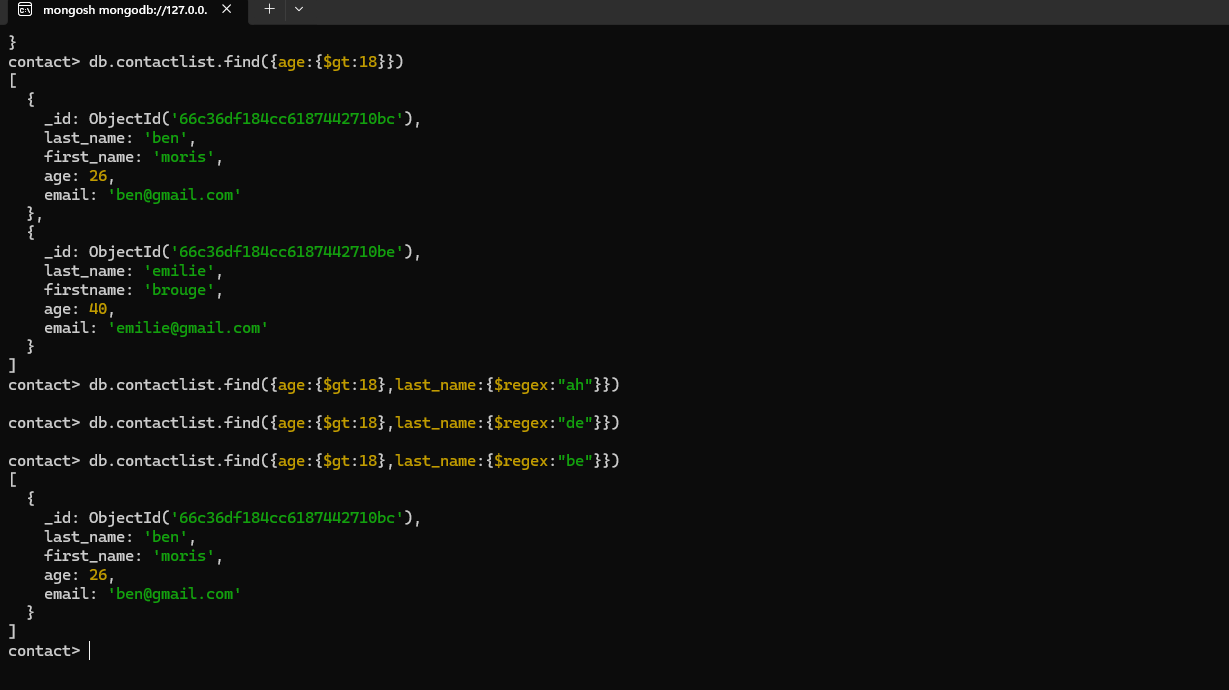 mongosh mongodb://127.0.0.
}
contact> db.contactlist.find({age:{$gt:18}})
[
  {
    _id: ObjectId('66c36df184cc6187442710bc'),
    last_name: 'ben',
    first_name: 'moris',
    age: 26,
    email: 'ben@gmail.com'
  },
  {
    _id: ObjectId('66c36df184cc6187442710be'),
    last_name: 'emilie',
    firstname: 'brouge',
    age: 40,
    email: 'emilie@gmail.com'
  }
]
contact> db.contactlist.find({age:{$gt:18},last_name:{$regex:"ah"}})
contact> db.contactlist.find({age:{$gt:18},last_name:{$regex:"de"}})
contact> db.contactlist.find({age:{$gt:18},last_name:{$regex:"be"}})
[
  {
    _id: ObjectId('66c36df184cc6187442710bc'),
    last_name: 'ben',
    first_name: 'moris',
    age: 26,
    email: 'ben@gmail.com'
  }
]
contact>